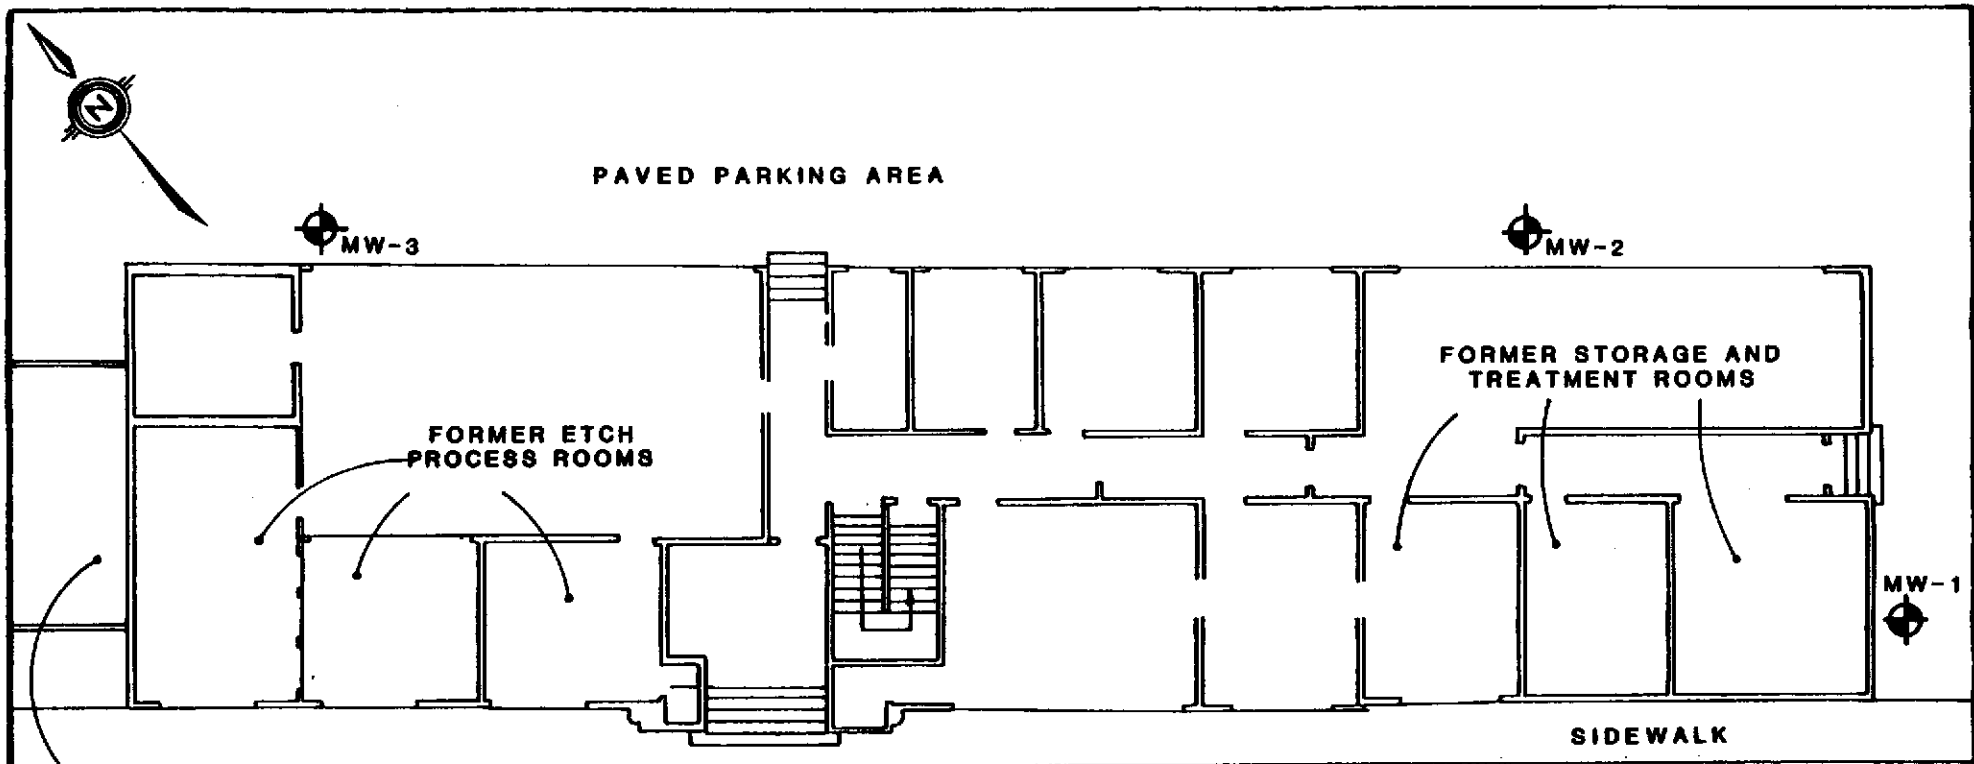 N
PAVED PARKING AREA
MW-3
MW-2
FORMER STORAGE AND
TREATMENT ROOMS
FORMER ETCH
PROCESS ROOMS
MW-1
SIDEWALK